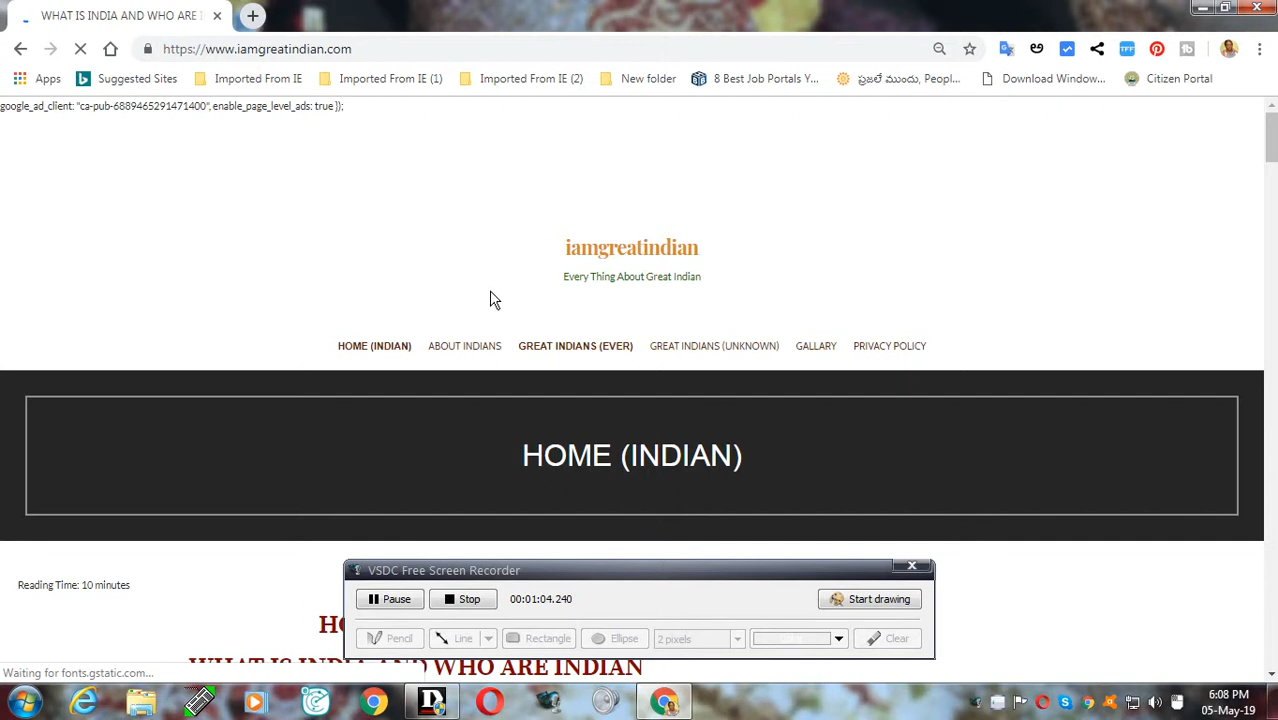 WHAT IS INDIA AND WHO ARE I
https://www.iamgreatindian.com
Apps Suggested Sites Imported From IE Imported From IE (1) Imported From IE (2) New folder 8 Best Job Portals Y... ప్రజలే ముందు, Peopl... Download Window... Citizen Portal
google_ad_client: "ca-pub-6889465291471400", enable_page_level_ads: true });
iamgreatindian
Every Thing About Great Indian
HOME (INDIAN) ABOUT INDIANS GREAT INDIANS (EVER) GREAT INDIANS (UNKNOWN) GALLARY PRIVACY POLICY
HOME (INDIAN)
Reading Time: 10 minutes
VSDC Free Screen Recorder
Pause Stop 00:01:04.240 Start drawing
Pencil Line Rectangle Ellipse 2 pixels Clear
WHAT IS INDIA AND WHO ARE INDIAN
Waiting for fonts.gstatic.com...
6:08 PM
05-May-19